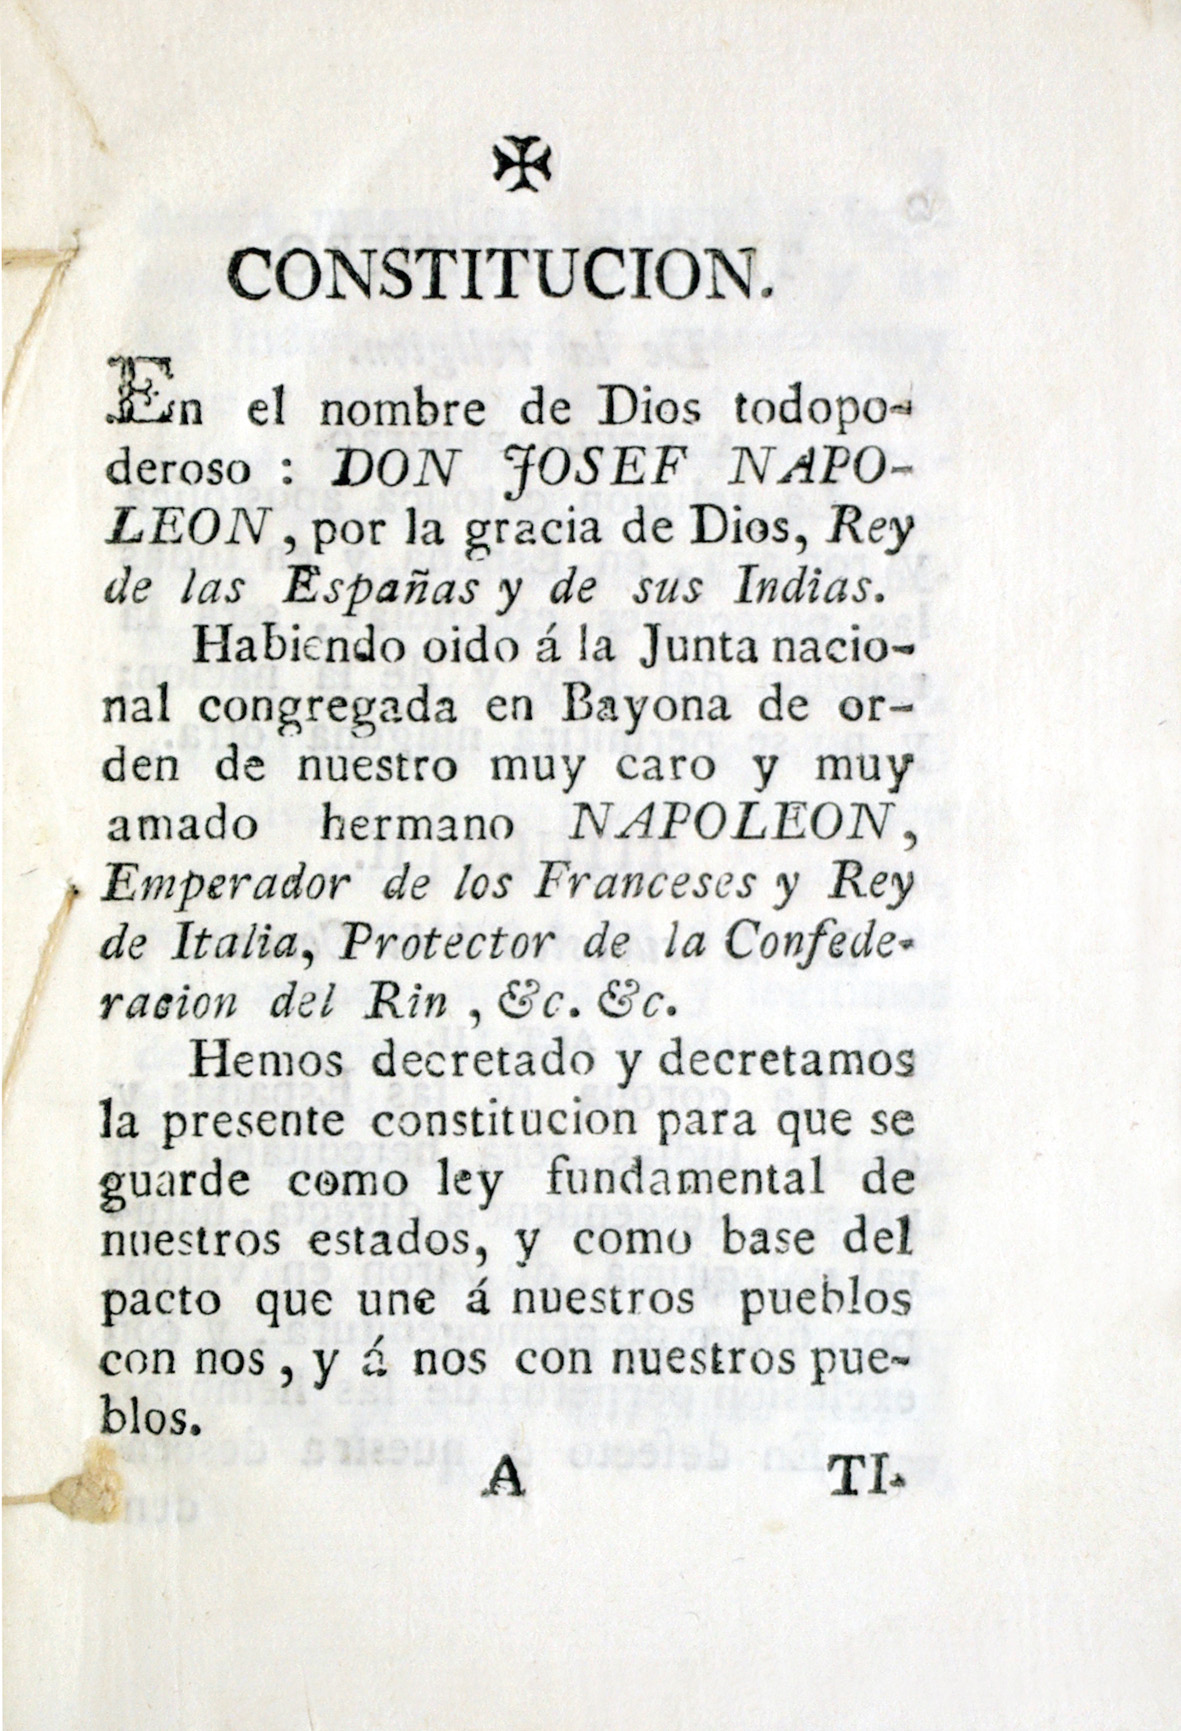 ✠
CONSTITUCION.
En el nombre de Dios todopo-
deroso : DON JOSEF NAPO-
LEON, por la gracia de Dios, Rey
de las Españas y de sus Indias.
Habiendo oido á la Junta nacio-
nal congregada en Bayona de or-
den de nuestro muy caro y muy
amado hermano NAPOLEON,
Emperador de los Franceses y Rey
de Italia, Protector de la Confede-
racion del Rin, &c. &c.
Hemos decretado y decretamos
la presente constitucion para que se
guarde como ley fundamental de
nuestros estados, y como base del
pacto que une á nuestros pueblos
con nos, y á nos con nuestros pue-
blos.
A TI-